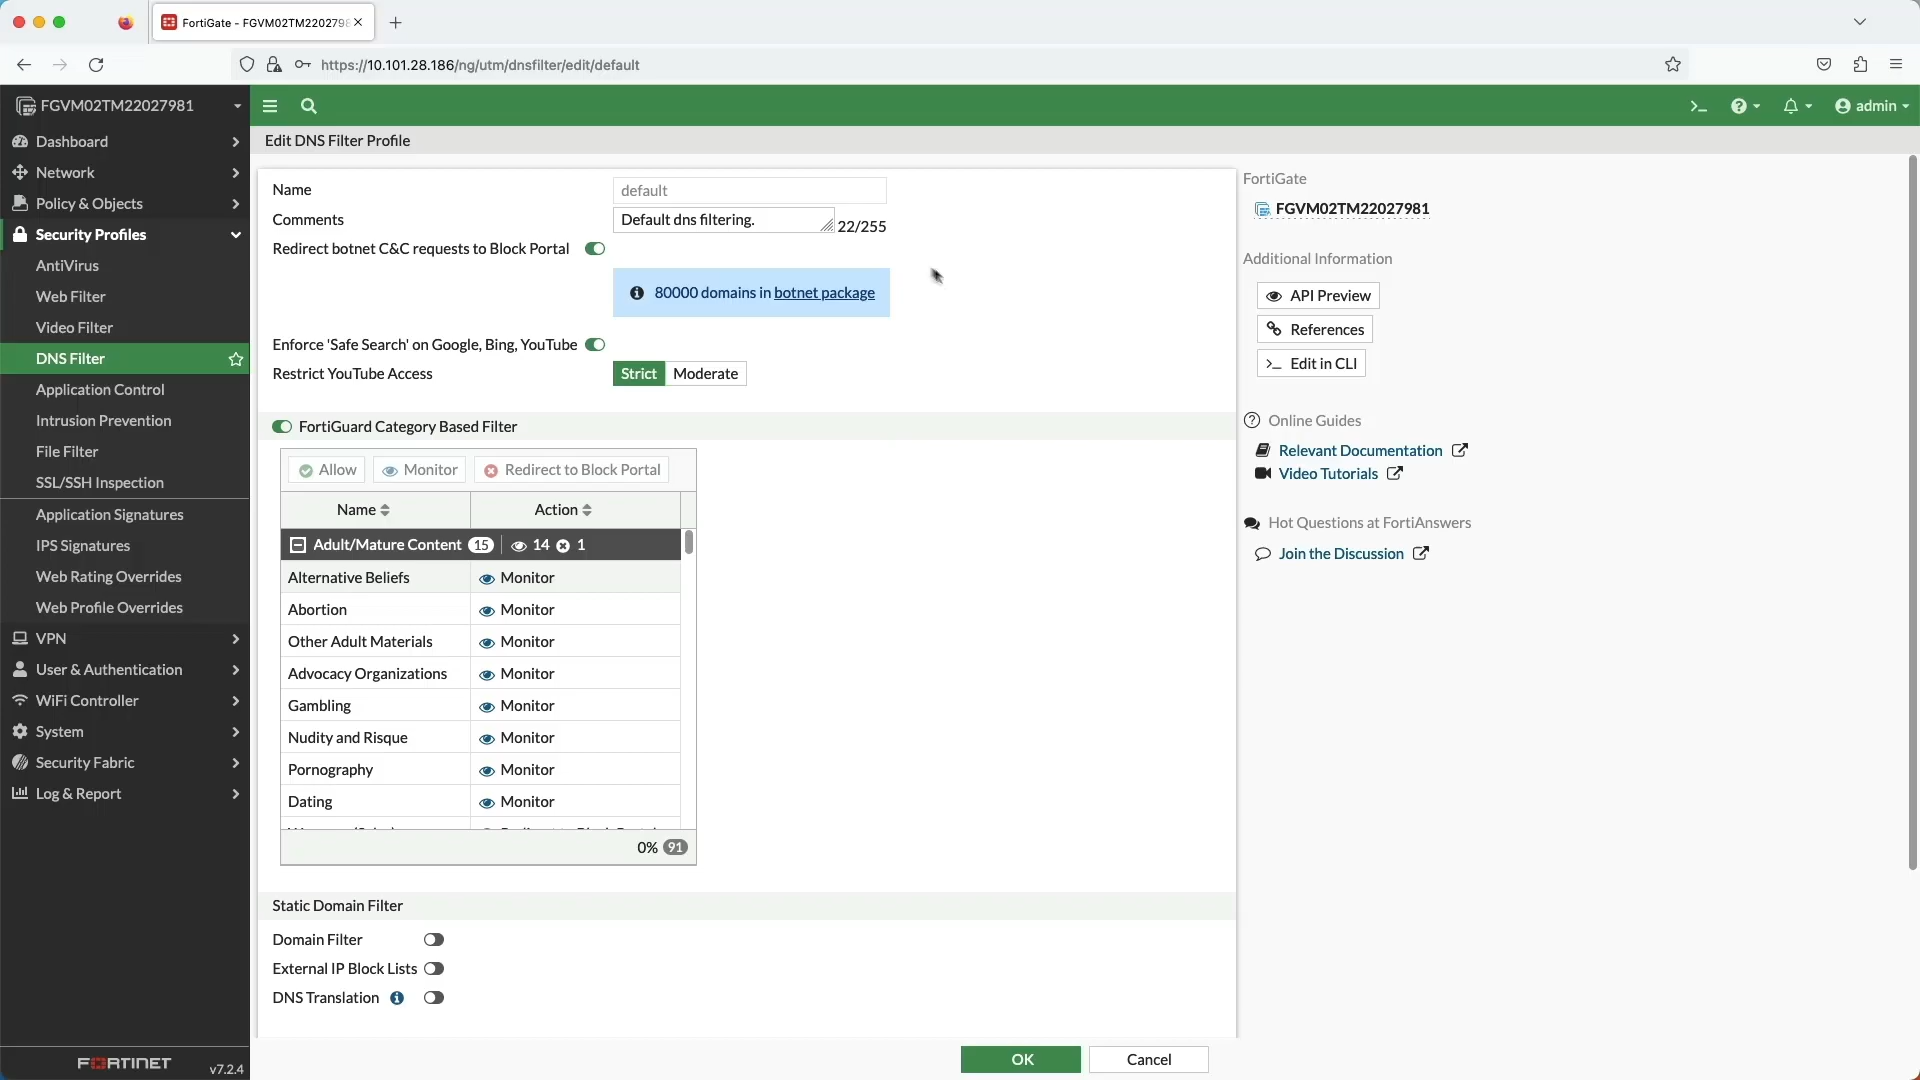 FortiGate - FGVM02TM2202798
https://10.101.28.186/ng/utm/dnsfilter/edit/default
FGVM02TM22027981
admin
Dashboard
Network
Policy & Objects
Security Profiles
AntiVirus
Web Filter
Video Filter
DNS Filter
Application Control
Intrusion Prevention
File Filter
SSL/SSH Inspection
Application Signatures
IPS Signatures
Web Rating Overrides
Web Profile Overrides
VPN
User & Authentication
WiFi Controller
System
Security Fabric
Log & Report
FORTINET
v7.2.4
Edit DNS Filter Profile
Name default
Comments Default dns filtering. 22/255
Redirect botnet C&C requests to Block Portal
80000 domains in botnet package
Enforce 'Safe Search' on Google, Bing, YouTube
Restrict YouTube Access Strict Moderate
FortiGuard Category Based Filter
Allow Monitor Redirect to Block Portal
Name Action
Adult/Mature Content 15 14 1
Alternative Beliefs Monitor
Abortion Monitor
Other Adult Materials Monitor
Advocacy Organizations Monitor
Gambling Monitor
Nudity and Risque Monitor
Pornography Monitor
Dating Monitor
0% 91
Static Domain Filter
Domain Filter
External IP Block Lists
DNS Translation
OK Cancel
FortiGate
FGVM02TM22027981
Additional Information
API Preview
References
>_ Edit in CLI
Online Guides
Relevant Documentation
Video Tutorials
Hot Questions at FortiAnswers
Join the Discussion